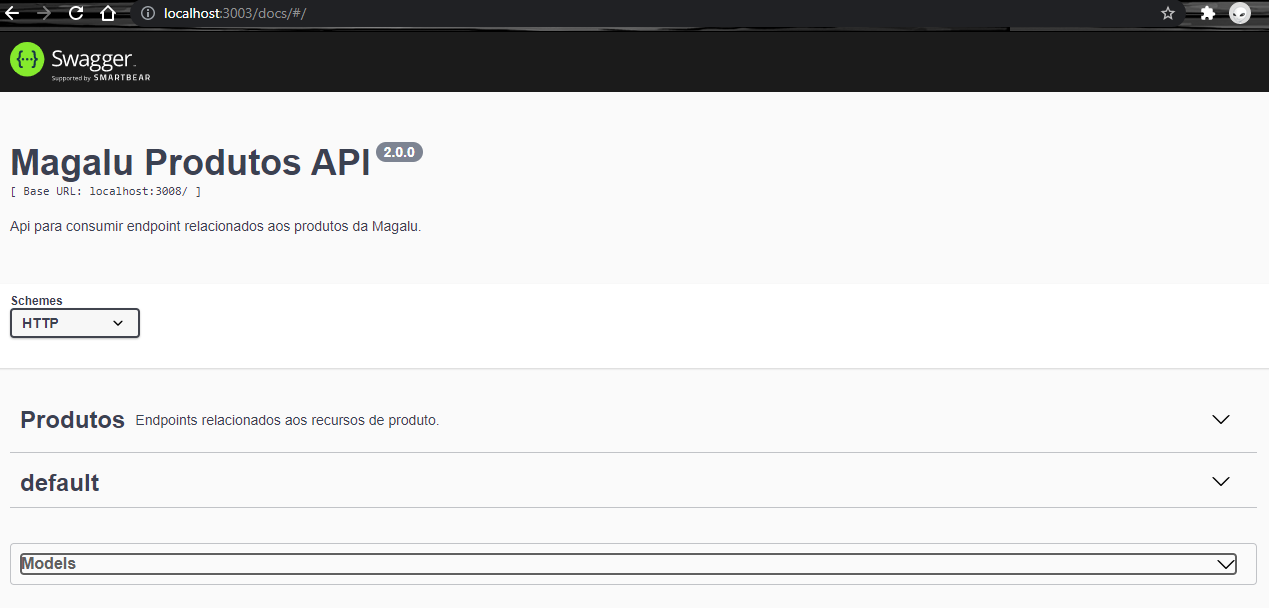 localhost:3003/docs/#/
Swagger.
Supported by SMARTBEAR
Magalu Produtos API 2.0.0
[ Base URL: localhost:3008/ ]
Api para consumir endpoint relacionados aos produtos da Magalu.
Schemes
HTTP
Produtos Endpoints relacionados aos recursos de produto.
default
Models